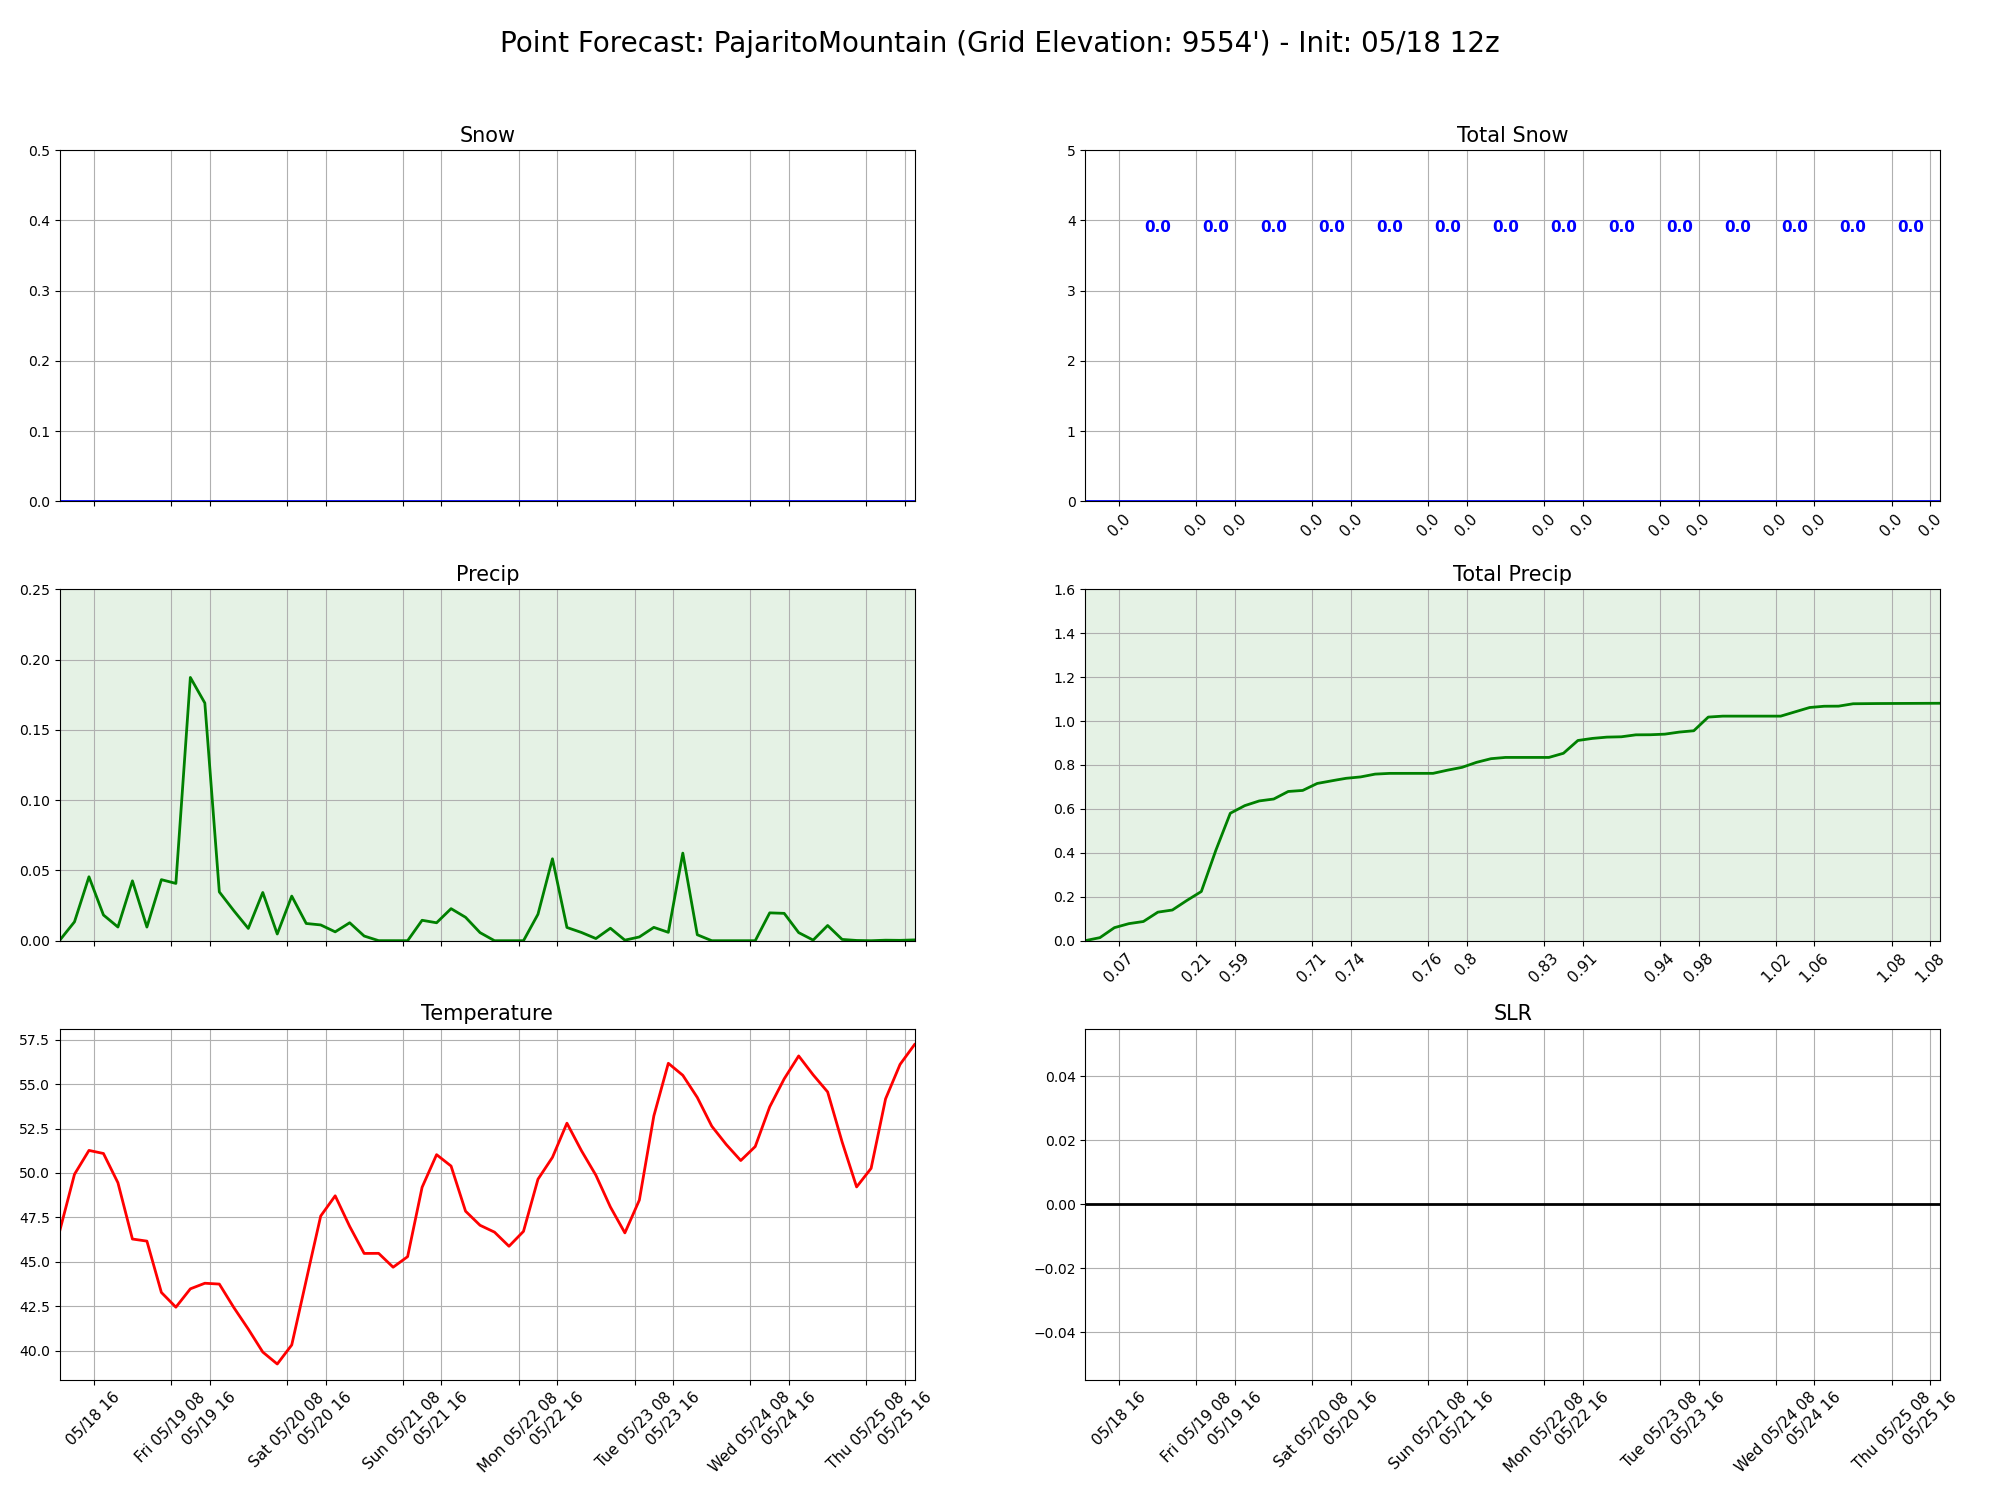 Point Forecast: PajaritoMountain (Grid Elevation: 9554') - Init: 05/18 12z
Snow
0.5
0.4
0.3
0.2
0.1
0.0
Total Snow
5
4
3
2
1
0
0.0 0.0 0.0 0.0 0.0 0.0 0.0 0.0 0.0 0.0 0.0 0.0 0.0 0.0
0.0 0.0 0.0 0.0 0.0 0.0 0.0 0.0 0.0 0.0 0.0 0.0 0.0 0.0 0.0
Precip
0.25
0.20
0.15
0.10
0.05
0.00
Total Precip
1.6
1.4
1.2
1.0
0.8
0.6
0.4
0.2
0.0
0.07 0.21 0.59 0.71 0.74 0.76 0.8 0.83 0.91 0.94 0.98 1.02 1.06 1.08 1.08
Temperature
57.5
55.0
52.5
50.0
47.5
45.0
42.5
40.0
05/18 16
Fri 05/19 08
05/19 16
Sat 05/20 08
05/20 16
Sun 05/21 08
05/21 16
Mon 05/22 08
05/22 16
Tue 05/23 08
05/23 16
Wed 05/24 08
05/24 16
Thu 05/25 08
05/25 16
SLR
0.04
0.02
0.00
−0.02
−0.04
05/18 16
Fri 05/19 08
05/19 16
Sat 05/20 08
05/20 16
Sun 05/21 08
05/21 16
Mon 05/22 08
05/22 16
Tue 05/23 08
05/23 16
Wed 05/24 08
05/24 16
Thu 05/25 08
05/25 16